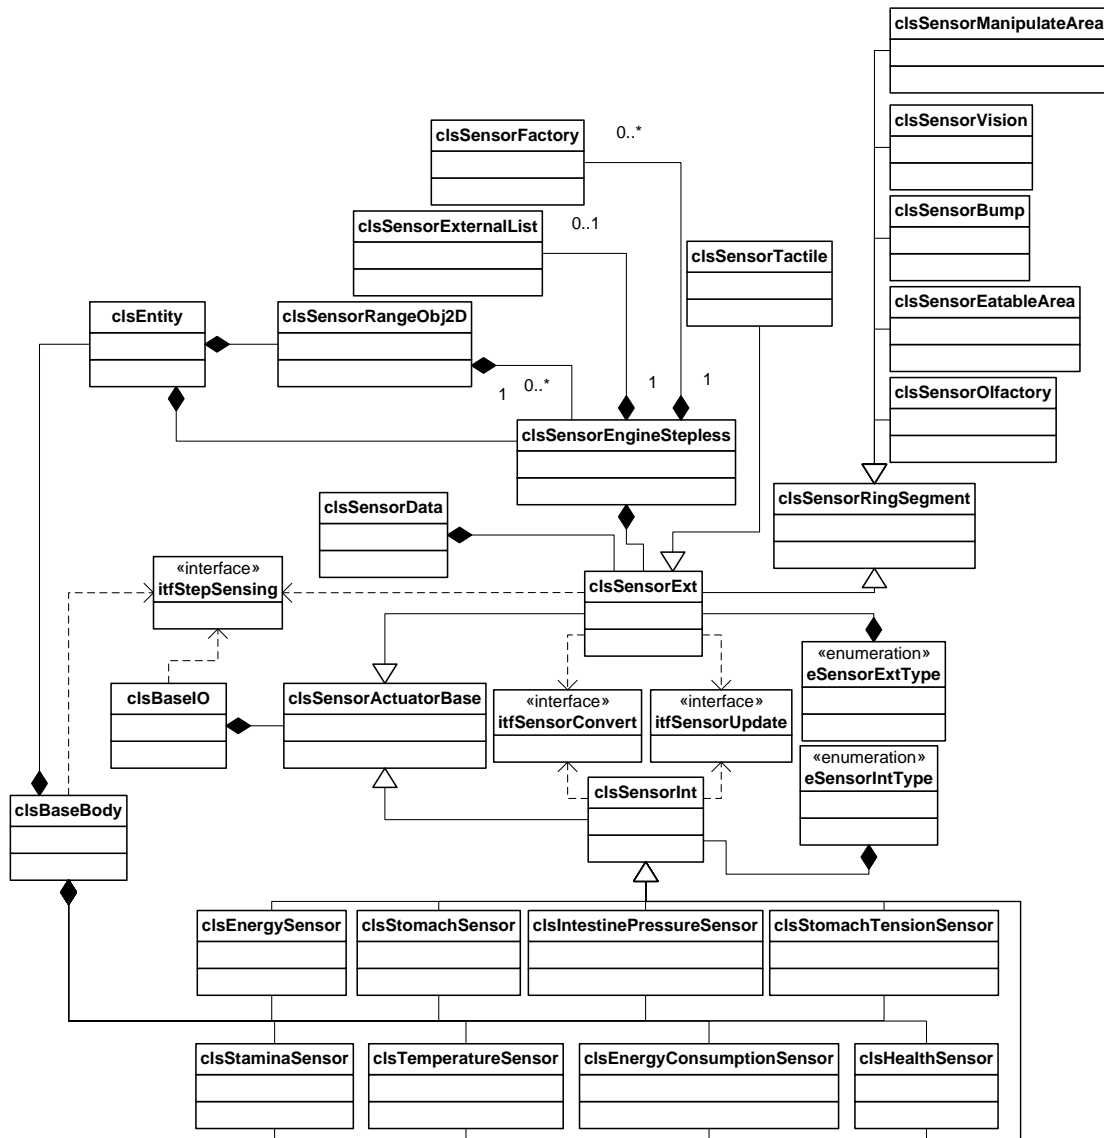 clsSensorManipulateArea
clsSensorVision
clsSensorFactory
0..*
clsSensorBump
clsSensorExternalList
0..1
clsSensorTactile
clsEntity
clsSensorRangeObj2D
clsSensorEatableArea
1
0..*
1
1
clsSensorOlfactory
clsSensorEngineStepless
clsSensorData
clsSensorRingSegment
«interface»
itfStepSensing
clsSensorExt
«enumeration»
eSensorExtType
clsBaseIO
clsSensorActuatorBase
«interface»
itfSensorConvert
«interface»
itfSensorUpdate
«enumeration»
eSensorIntType
clsBaseBody
clsSensorInt
clsEnergySensor
clsStomachSensor
clsIntestinePressureSensor
clsStomachTensionSensor
clsStaminaSensor
clsTemperatureSensor
clsEnergyConsumptionSensor
clsHealthSensor